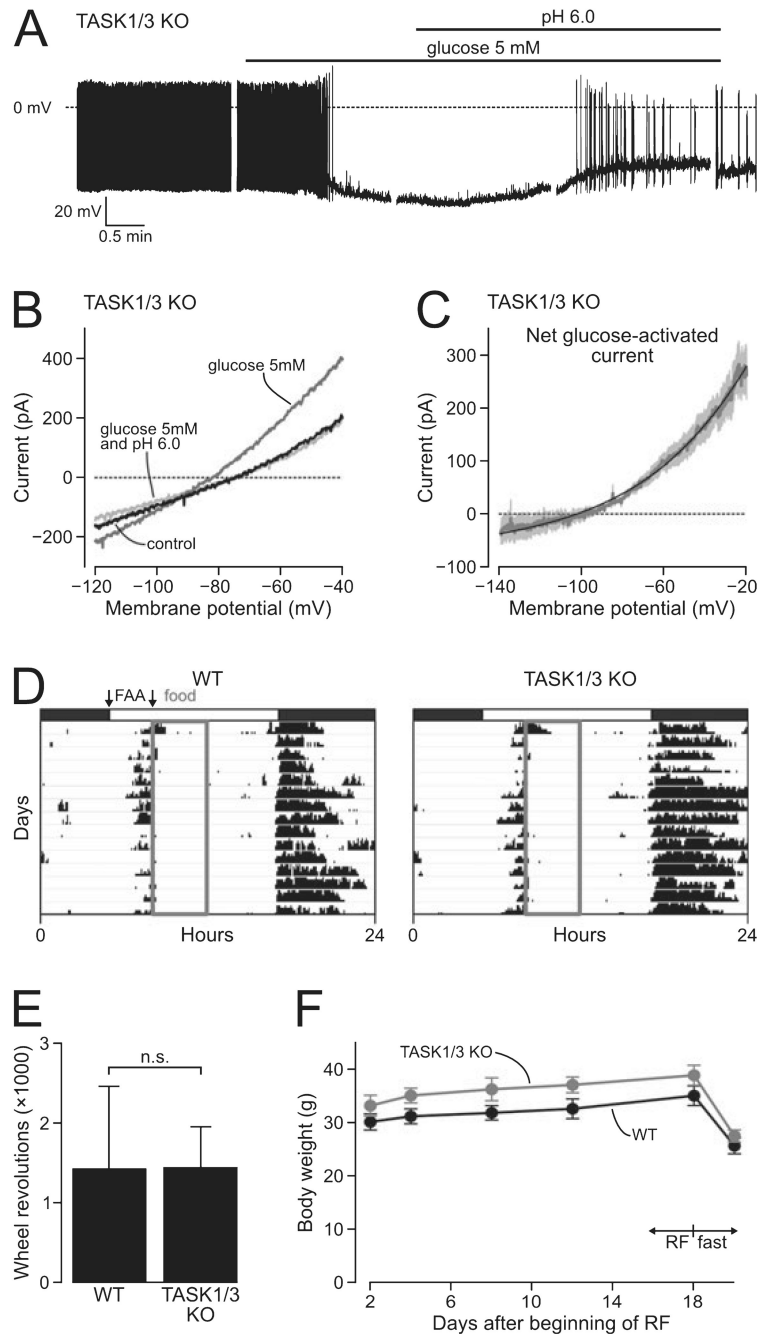 A
TASK1/3 KO
pH 6.0
glucose 5 mM
0 mV
20 mV
0.5 min
B
TASK1/3 KO
Current (pA)
400
200
0
−200
glucose 5mM
glucose 5mM
and pH 6.0
control
−120
−100
−80
−60
−40
Membrane potential (mV)
C
TASK1/3 KO
Net glucose-activated
current
Current (pA)
300
200
100
0
−100
−140
−100
−60
−20
Membrane potential (mV)
D
WT
FAA
food
Days
0
Hours
24
TASK1/3 KO
0
Hours
24
E
Wheel revolutions (×1000)
3
2
1
0
n.s.
WT
TASK1/3
KO
F
Body weight (g)
40
30
20
10
0
TASK1/3 KO
WT
RF
fast
2
6
10
14
18
Days after beginning of RF